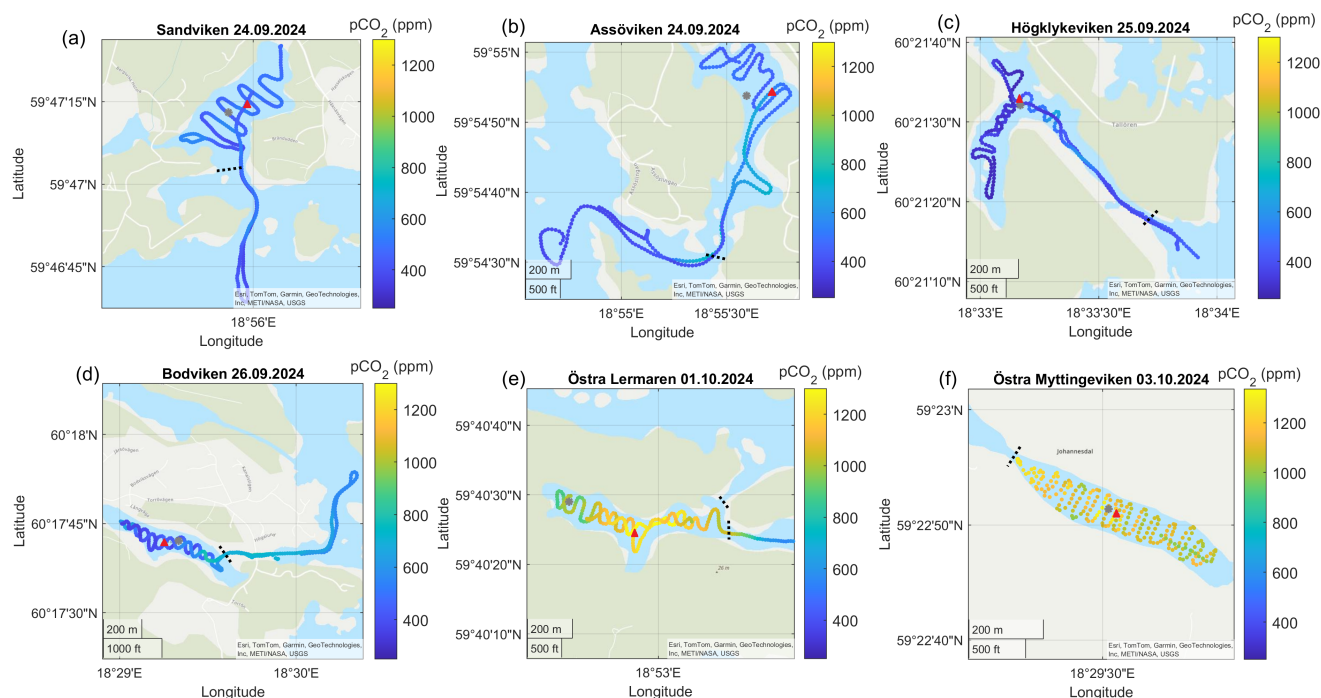 (a)
Sandviken 24.09.2024
pCO2 (ppm)
59°47'15"N
59°47'N
59°46'45"N
Latitude
18°56'E
Longitude
Esri, TomTom, Garmin, GeoTechnologies,
Inc, METI/NASA, USGS
1200
1000
800
600
400
(b)
Assöviken 24.09.2024
pCO2 (ppm)
59°55'N
59°54'50"N
59°54'40"N
59°54'30"N
Latitude
200 m
500 ft
18°55'E
18°55'30"E
Longitude
Esri, TomTom, Garmin, GeoTechnologies,
Inc, METI/NASA, USGS
1200
1000
800
600
400
(c)
Högklykeviken 25.09.2024
pCO2 (ppm)
60°21'40"N
60°21'30"N
60°21'20"N
60°21'10"N
Latitude
Tallören
200 m
500 ft
18°33'E
18°33'30"E
18°34'E
Longitude
Esri, TomTom, Garmin, GeoTechnologies,
Inc, METI/NASA, USGS
1200
1000
800
600
400
(d)
Bodviken 26.09.2024
pCO2 (ppm)
60°18'N
60°17'45"N
60°17'30"N
Latitude
200 m
1000 ft
18°29'E
18°30'E
Longitude
Esri, TomTom, Garmin, GeoTechnologies,
Inc, METI/NASA, USGS
1200
1000
800
600
400
(e)
Östra Lermaren 01.10.2024
pCO2 (ppm)
59°40'40"N
59°40'30"N
59°40'20"N
59°40'10"N
Latitude
26 m
200 m
500 ft
18°53'E
Longitude
Esri, TomTom, Garmin, GeoTechnologies,
Inc, METI/NASA, USGS
1200
1000
800
600
400
(f)
Östra Myttingeviken 03.10.2024
pCO2 (ppm)
59°23'N
59°22'50"N
59°22'40"N
Latitude
Johannesdal
200 m
500 ft
18°29'30"E
Longitude
Esri, TomTom, Garmin, GeoTechnologies,
Inc, METI/NASA, USGS
1200
1000
800
600
400